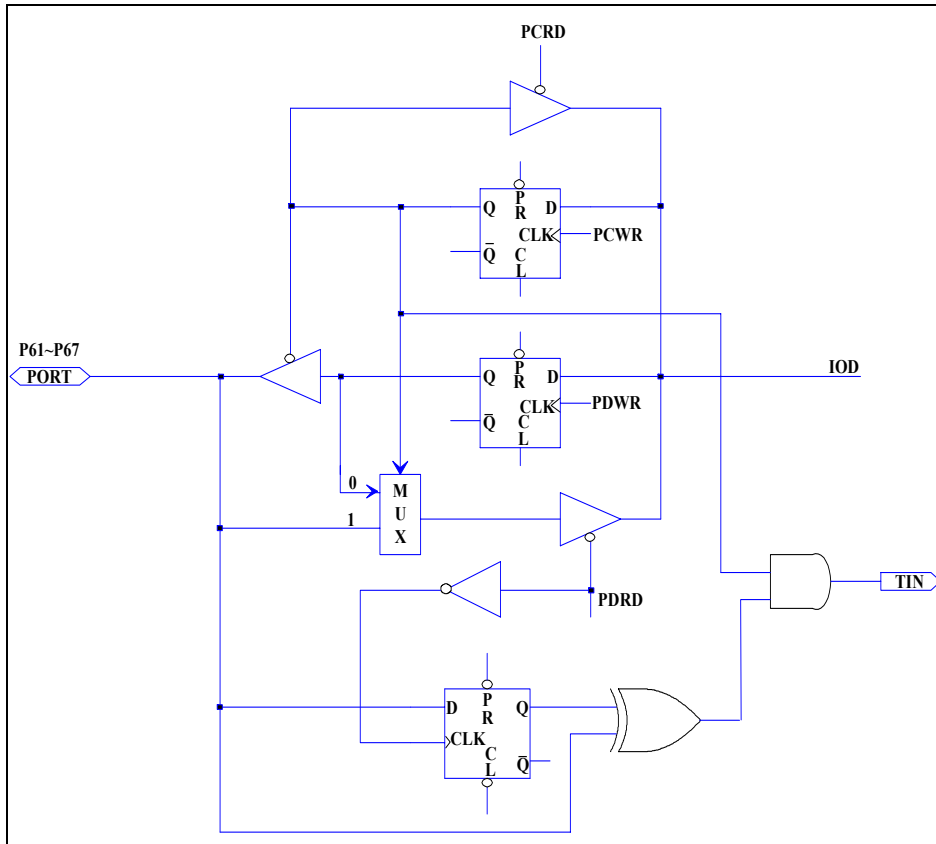 PCRD
P
R
Q D
CLK PCWR
Q̅
C
L
P61~P67
PORT
P
R
Q D
IOD
CLK PDWR
Q̅
C
L
0
1
M
U
X
PDRD
TIN
D P
R Q
CLK
C
L Q̅